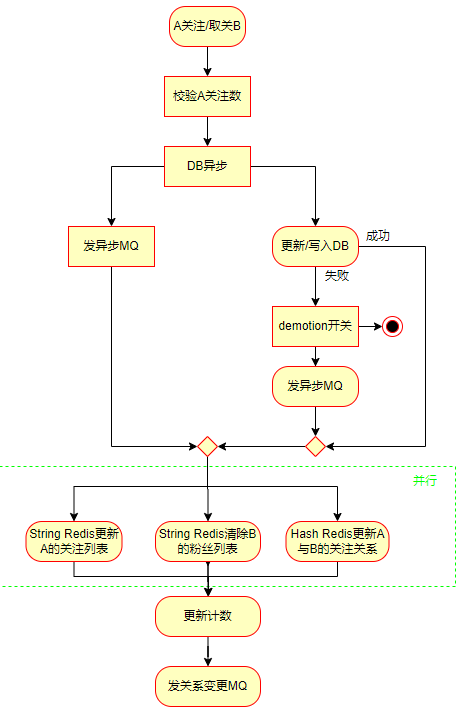 A关注/取关B
校验A关注数
DB异步
发异步MQ
更新/写入DB
成功
失败
demotion开关
发异步MQ
并行
String Redis更新
A的关注列表
String Redis清除B
的粉丝列表
Hash Redis更新A
与B的关注关系
更新计数
发关系变更MQ